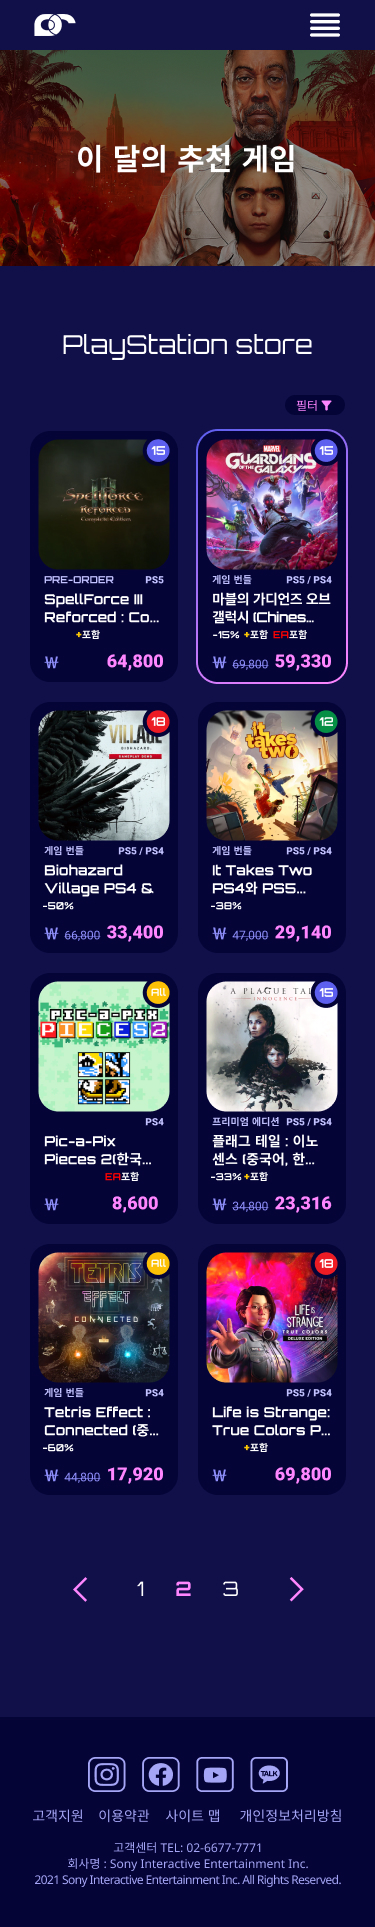 이 달의 추천 게임
PlayStation store
필터
15
SPELLFORCE
III
REFORCED
Complete Edition
PRE-ORDER PS5
SpellForce III
Reforced : Co...
+포함
₩ 64,800
15
MARVEL
GUARDIANS
OF THE
GALAXY
게임 번들 PS5 / PS4
마블의 가디언즈 오브
갤럭시 (Chines...
-15% +포함 EA포함
₩ 69,800 59,330
18
VILLAGE
BIOHAZARD
게임 번들 PS5 / PS4
Biohazard
Village PS4 &
-50%
₩ 66,800 33,400
12
it
takes
two
게임 번들 PS5 / PS4
It Takes Two
PS4와 PS5...
-38%
₩ 47,000 29,140
All
PIC-a-PIX
PIECES2
PS4
Pic-a-Pix
Pieces 2(한국...
EA포함
₩ 8,600
15
A PLAGUE TAL
INNOCENCE
프리미엄 에디션 PS5 / PS4
플래그 테일 : 이노
센스 (중국어, 한...
-33% +포함
₩ 34,800 23,316
All
TETRIS
EFFECT
CONNECTED
게임 번들 PS4
Tetris Effect :
Connected (중...
-60%
₩ 44,800 17,920
18
LIFE IS
STRANGE
TRUE COLORS
DELUXE EDITION
PS5 / PS4
Life is Strange:
True Colors P...
+포함
₩ 69,800
1 2 3
TALK
고객지원 이용약관 사이트 맵 개인정보처리방침
고객센터 TEL: 02-6677-7771
회사명 : Sony Interactive Entertainment Inc.
2021 Sony Interactive Entertainment Inc. All Rights Reserved.